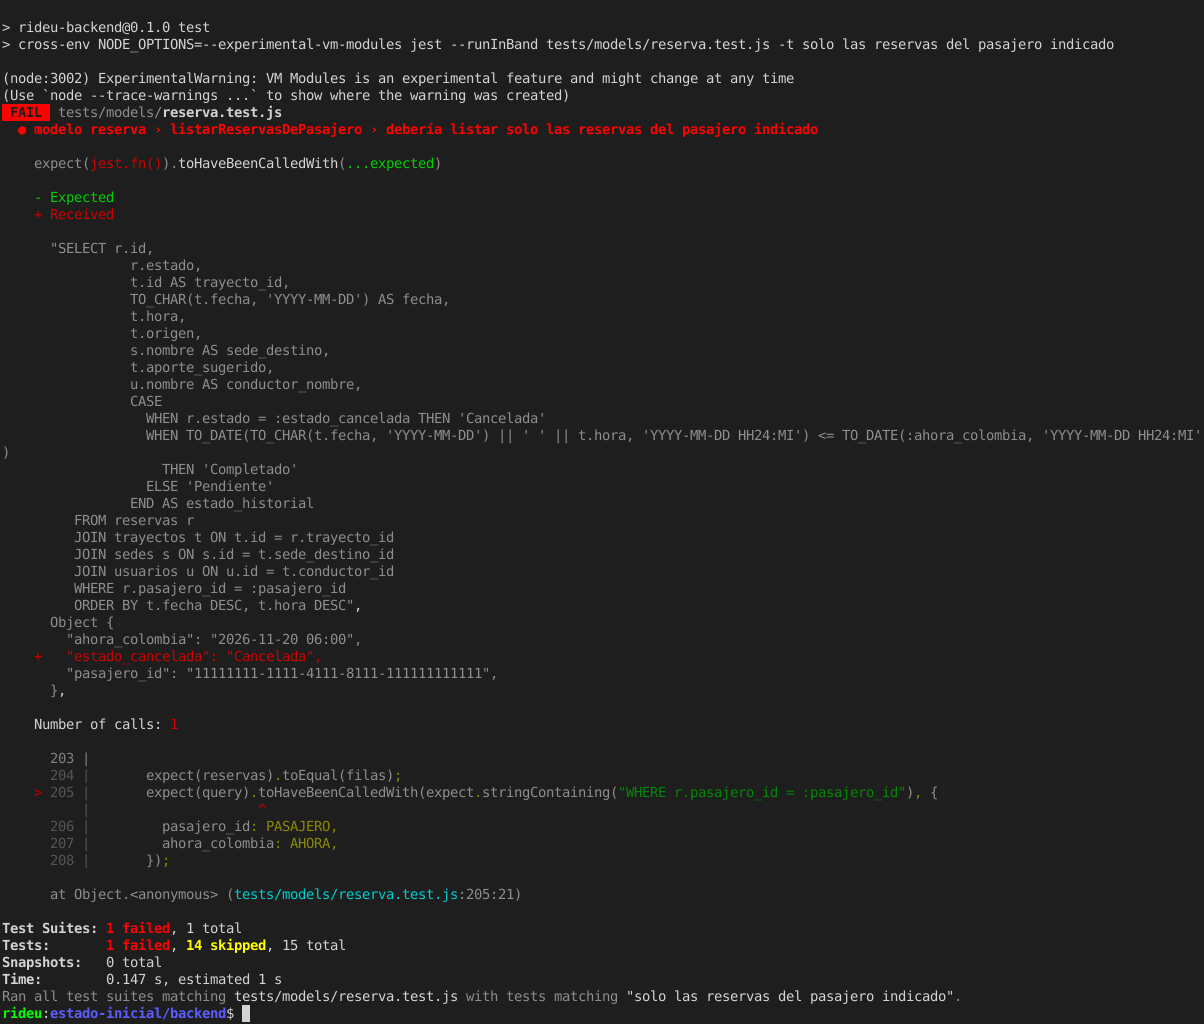 > rideu-backend@0.1.0 test
> cross-env NODE_OPTIONS=--experimental-vm-modules jest --runInBand tests/models/reserva.test.js -t solo las reservas del pasajero indicado

(node:3002) ExperimentalWarning: VM Modules is an experimental feature and might change at any time
(Use `node --trace-warnings ...` to show where the warning was created)
 FAIL  tests/models/reserva.test.js
  ● modelo reserva › listarReservasDePasajero › debería listar solo las reservas del pasajero indicado

    expect(jest.fn()).toHaveBeenCalledWith(...expected)

    - Expected
    + Received

      "SELECT r.id,
                r.estado,
                t.id AS trayecto_id,
                TO_CHAR(t.fecha, 'YYYY-MM-DD') AS fecha,
                t.hora,
                t.origen,
                s.nombre AS sede_destino,
                t.aporte_sugerido,
                u.nombre AS conductor_nombre,
                CASE
                  WHEN r.estado = :estado_cancelada THEN 'Cancelada'
                  WHEN TO_DATE(TO_CHAR(t.fecha, 'YYYY-MM-DD') || ' ' || t.hora, 'YYYY-MM-DD HH24:MI') <= TO_DATE(:ahora_colombia, 'YYYY-MM-DD HH24:MI'
)
                    THEN 'Completado'
                  ELSE 'Pendiente'
                END AS estado_historial
         FROM reservas r
         JOIN trayectos t ON t.id = r.trayecto_id
         JOIN sedes s ON s.id = t.sede_destino_id
         JOIN usuarios u ON u.id = t.conductor_id
         WHERE r.pasajero_id = :pasajero_id
         ORDER BY t.fecha DESC, t.hora DESC",
      Object {
        "ahora_colombia": "2026-11-20 06:00",
    +   "estado_cancelada": "Cancelada",
        "pasajero_id": "11111111-1111-4111-8111-111111111111",
      },

    Number of calls: 1

      203 |
      204 |       expect(reservas).toEqual(filas);
    > 205 |       expect(query).toHaveBeenCalledWith(expect.stringContaining("WHERE r.pasajero_id = :pasajero_id"), {
          |                     ^
      206 |         pasajero_id: PASAJERO,
      207 |         ahora_colombia: AHORA,
      208 |       });

      at Object.<anonymous> (tests/models/reserva.test.js:205:21)

Test Suites: 1 failed, 1 total
Tests:       1 failed, 14 skipped, 15 total
Snapshots:   0 total
Time:        0.147 s, estimated 1 s
Ran all test suites matching tests/models/reserva.test.js with tests matching "solo las reservas del pasajero indicado".
rideu:estado-inicial/backend$